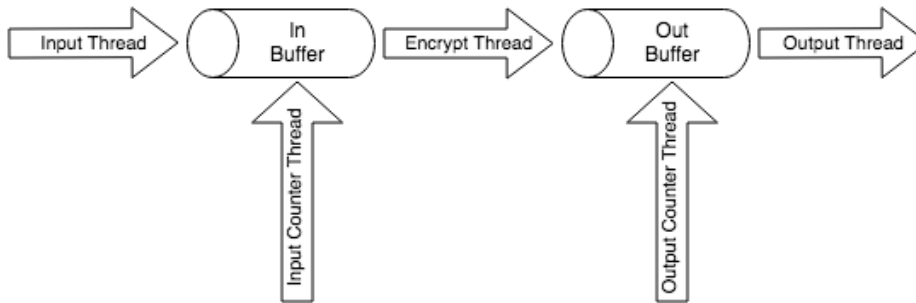 Input Thread
In
Buffer
Encrypt Thread
Out
Buffer
Output Thread
Input Counter Thread
Output Counter Thread